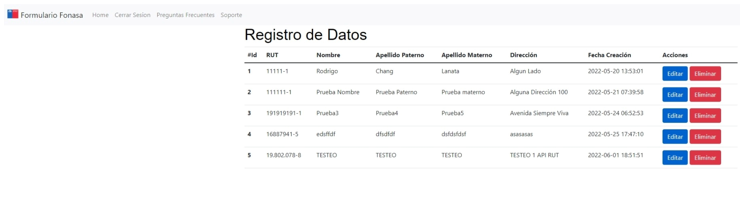 Formulario Fonasa Home Cerrar Sesion Preguntas Frecuentes Soporte
Registro de Datos
#Id RUT Nombre Apellido Paterno Apellido Materno Dirección Fecha Creación Acciones
1 11111-1 Rodrigo Chang Lanata Algun Lado 2022-05-20 13:53:01 Editar Eliminar
2 111111-1 Prueba Nombre Prueba Paterno Prueba materno Alguna Dirección 100 2022-05-21 07:39:58 Editar Eliminar
3 191919191-1 Prueba3 Prueba4 Prueba5 Avenida Siempre Viva 2022-05-24 06:52:53 Editar Eliminar
4 16887941-5 edsffdf dfsdfdf dsfdsfdsf asasasas 2022-05-25 17:47:10 Editar Eliminar
5 19.802.078-8 TESTEO TESTEO TESTEO TESTEO 1 API RUT 2022-06-01 18:51:51 Editar Eliminar